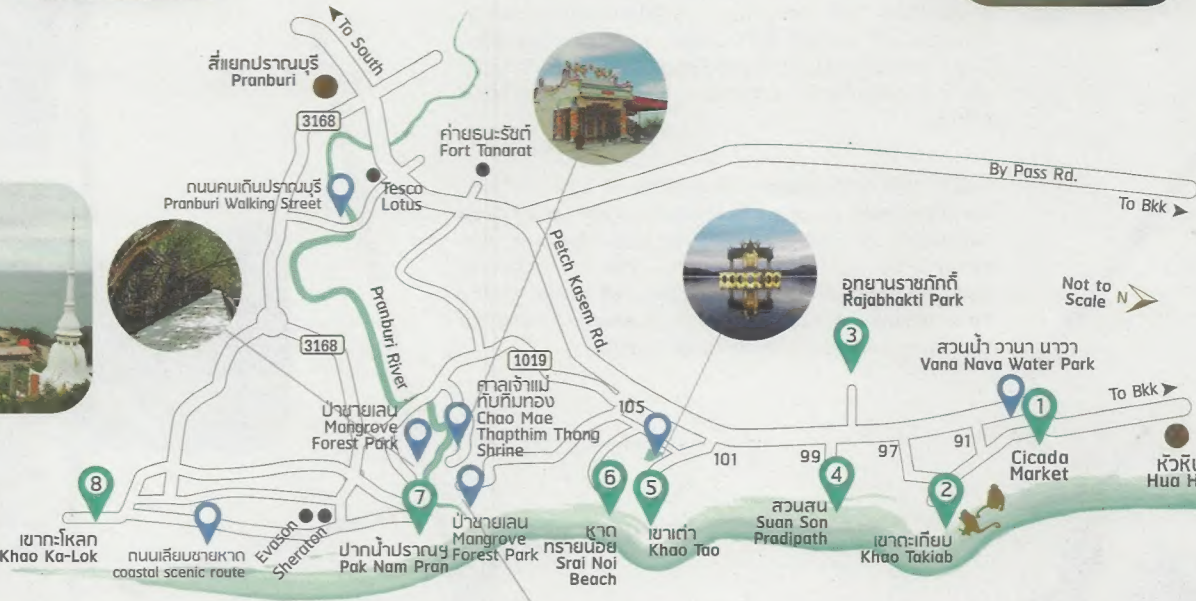 To South
สี่แยกปราณบุรี
Pranburi
3168
ค่ายธนะรัชต์
Fort Tanarat
ถนนคนเดินปราณบุรี
Pranburi Walking Street
Tesco
Lotus
By Pass Rd.
To Bkk
Petch Kasem Rd.
Pranburi River
อุทยานราชภักดิ์
Rajabhakti Park
Not to
Scale
N
3
สวนน้ำ วานา นาวา
Vana Nava Water Park
To Bkk
3168
1019
ป่าชายเลน
Mangrove
Forest Park
ศาลเจ้าแม่
ทับทิมทอง
Chao Mae
Thapthim Thong
Shrine
105
101
99
97
91
1
Cicada
Market
Hua H
8
เขากะโหลก
Khao Ka-Lok
ถนนเลียบชายหาด
coastal scenic route
Evason
Sheraton
7
ปากน้ำปราณฯ
Pak Nam Pran
ป่าชายเลน
Mangrove
Forest Park
6
หาด
ทรายน้อย
Srai Noi
Beach
5
เขาเต่า
Khao Tao
4
สวนสน
Suan Son
Pradipath
2
เขาตะเกียบ
Khao Takiab